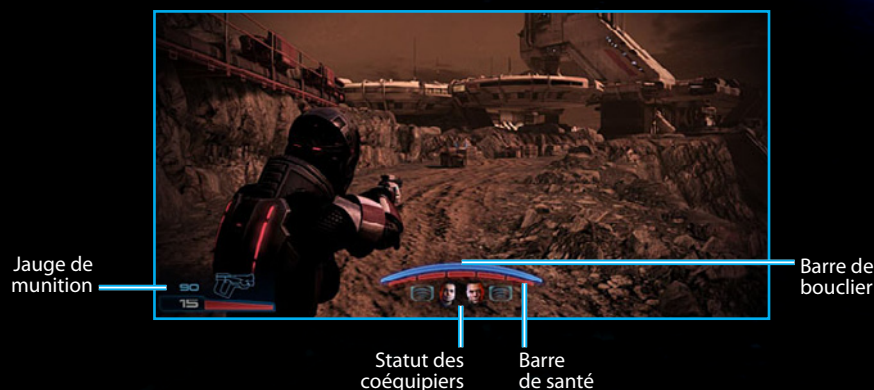 Jauge de
munition
90
15
Barre de
bouclier
Statut des
coéquipiers
Barre
de santé